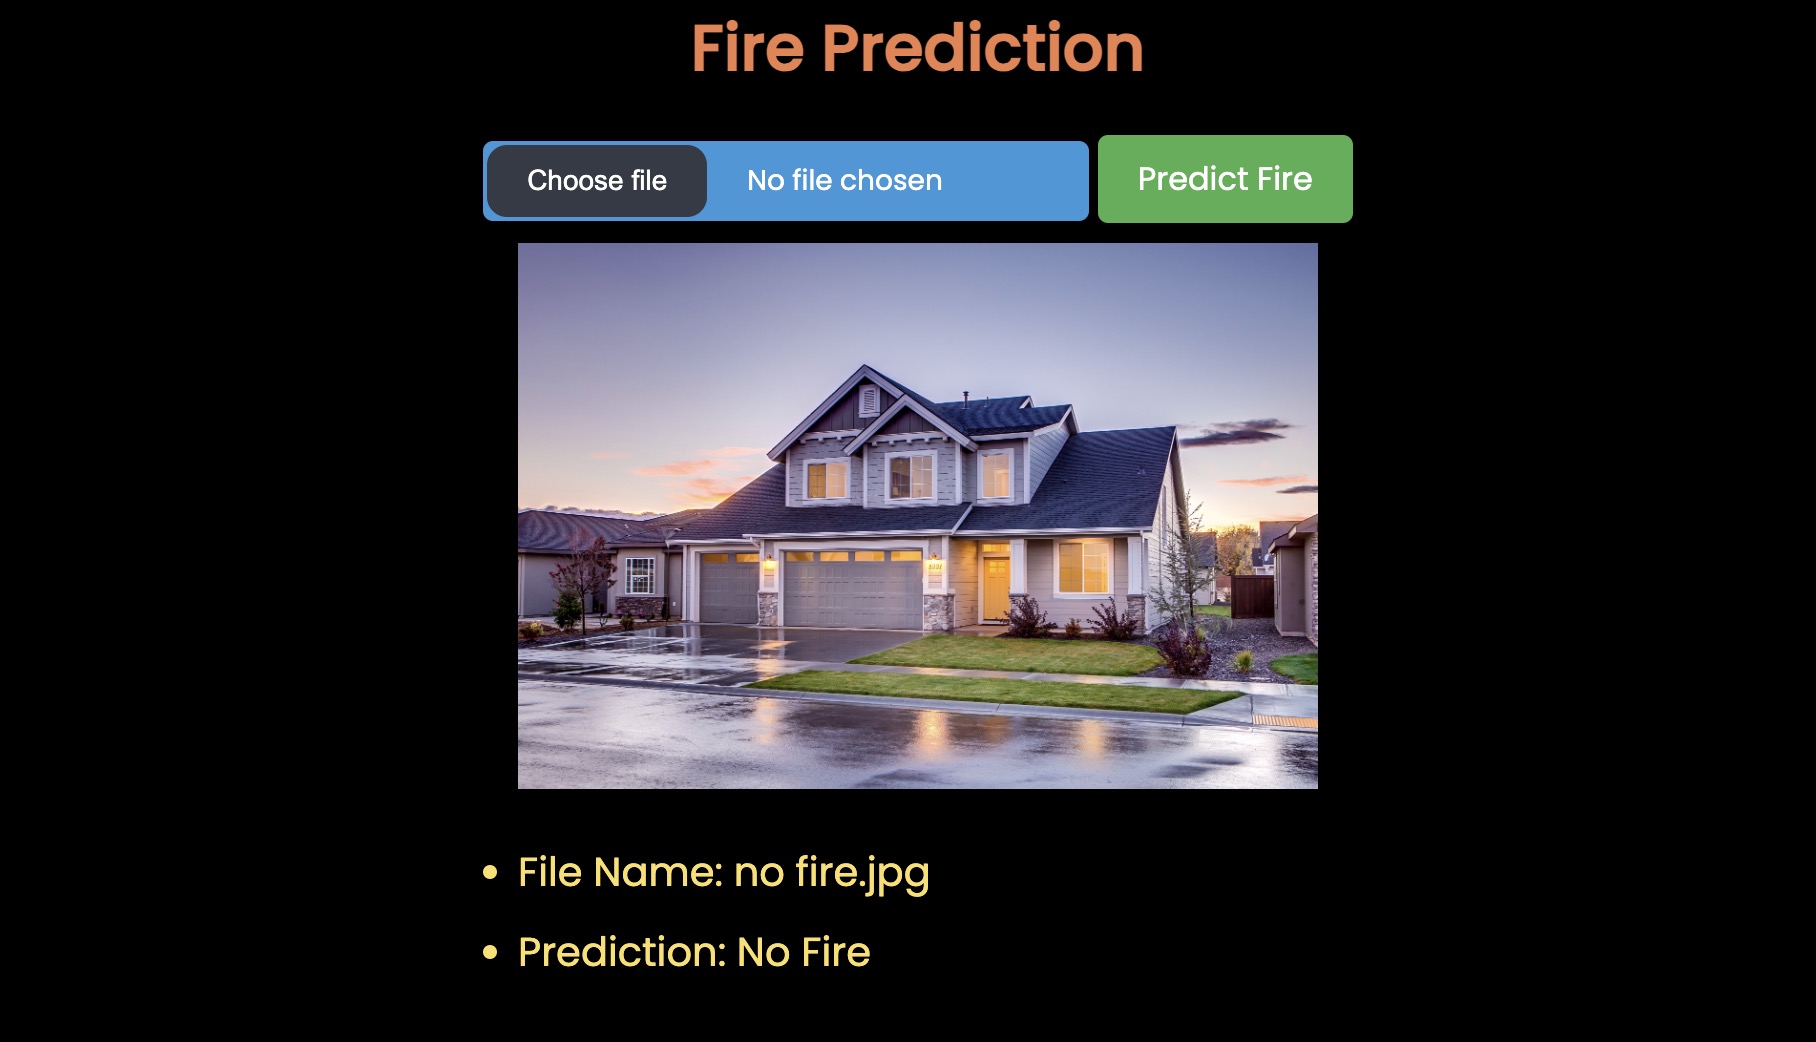 Fire Prediction
Choose file No file chosen Predict Fire
File Name: no fire.jpg
Prediction: No Fire